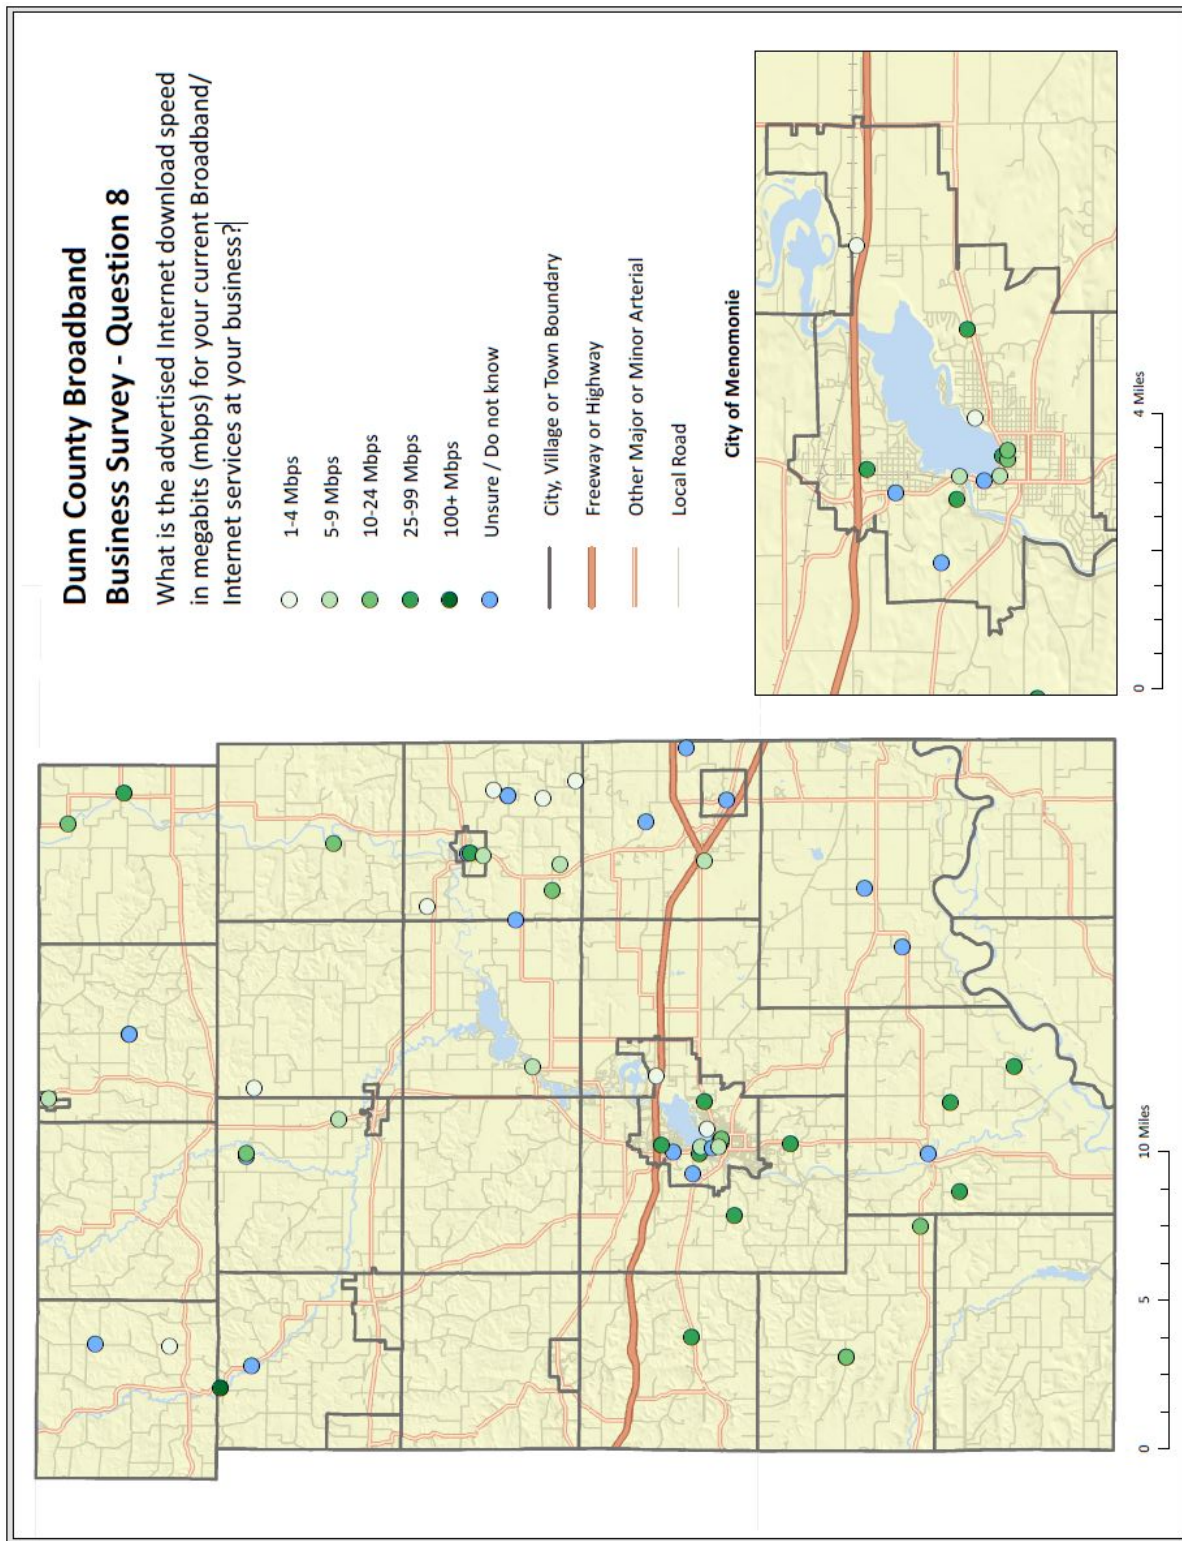 Dunn County Broadband
Business Survey - Question 8
What is the advertised Internet download speed
in megabits (mbps) for your current Broadband/
Internet services at your business?
1-4 Mbps
5-9 Mbps
10-24 Mbps
25-99 Mbps
100+ Mbps
Unsure / Do not know
City, Village or Town Boundary
Freeway or Highway
Other Major or Minor Arterial
Local Road
City of Menomonie
0 4 Miles
0 5 10 Miles